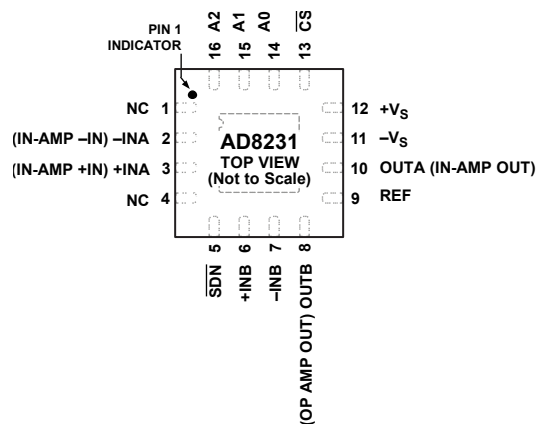 PIN 1
INDICATOR
16 A2
15 A1
14 A0
13 CS
NC 1
(IN-AMP –IN) –INA 2
(IN-AMP +IN) +INA 3
NC 4
AD8231
TOP VIEW
(Not to Scale)
12 +VS
11 –VS
10 OUTA (IN-AMP OUT)
9 REF
SDN 5
+INB 6
–INB 7
(OP AMP OUT) OUTB 8